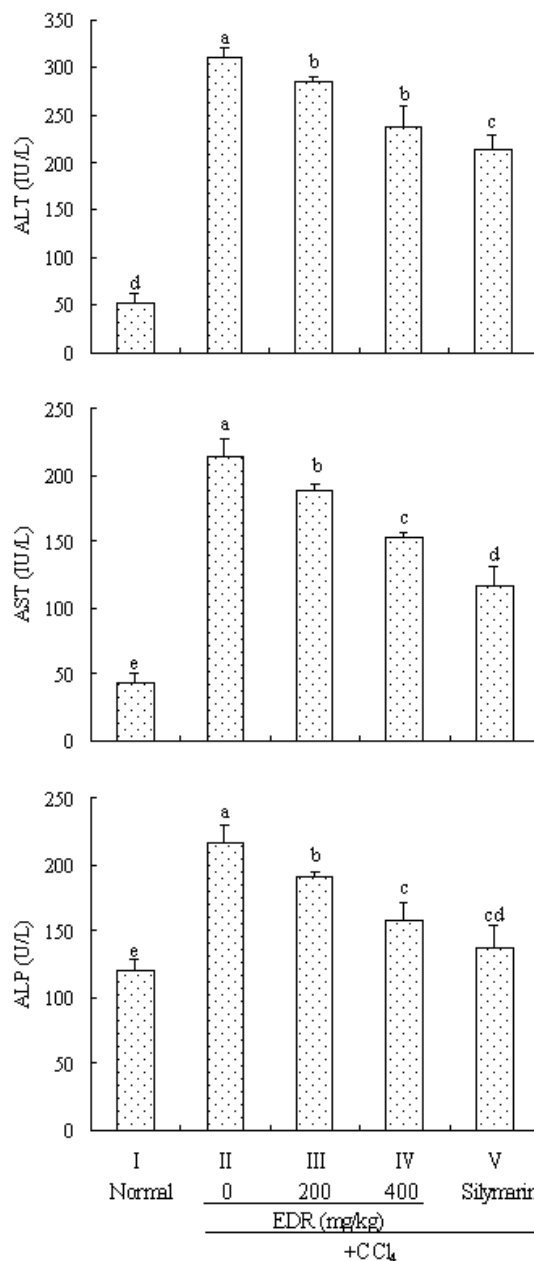 350
300
250
200
150
100
50
0
ALT (IU/L)
d
a
b
b
c
250
200
150
100
50
0
AST (IU/L)
e
a
b
c
d
250
200
150
100
50
0
ALP (U/L)
e
a
b
c
cd
I II III IV V
Normal 0 200 400 Silymarin
EDR (mg/kg)
+CCl₄